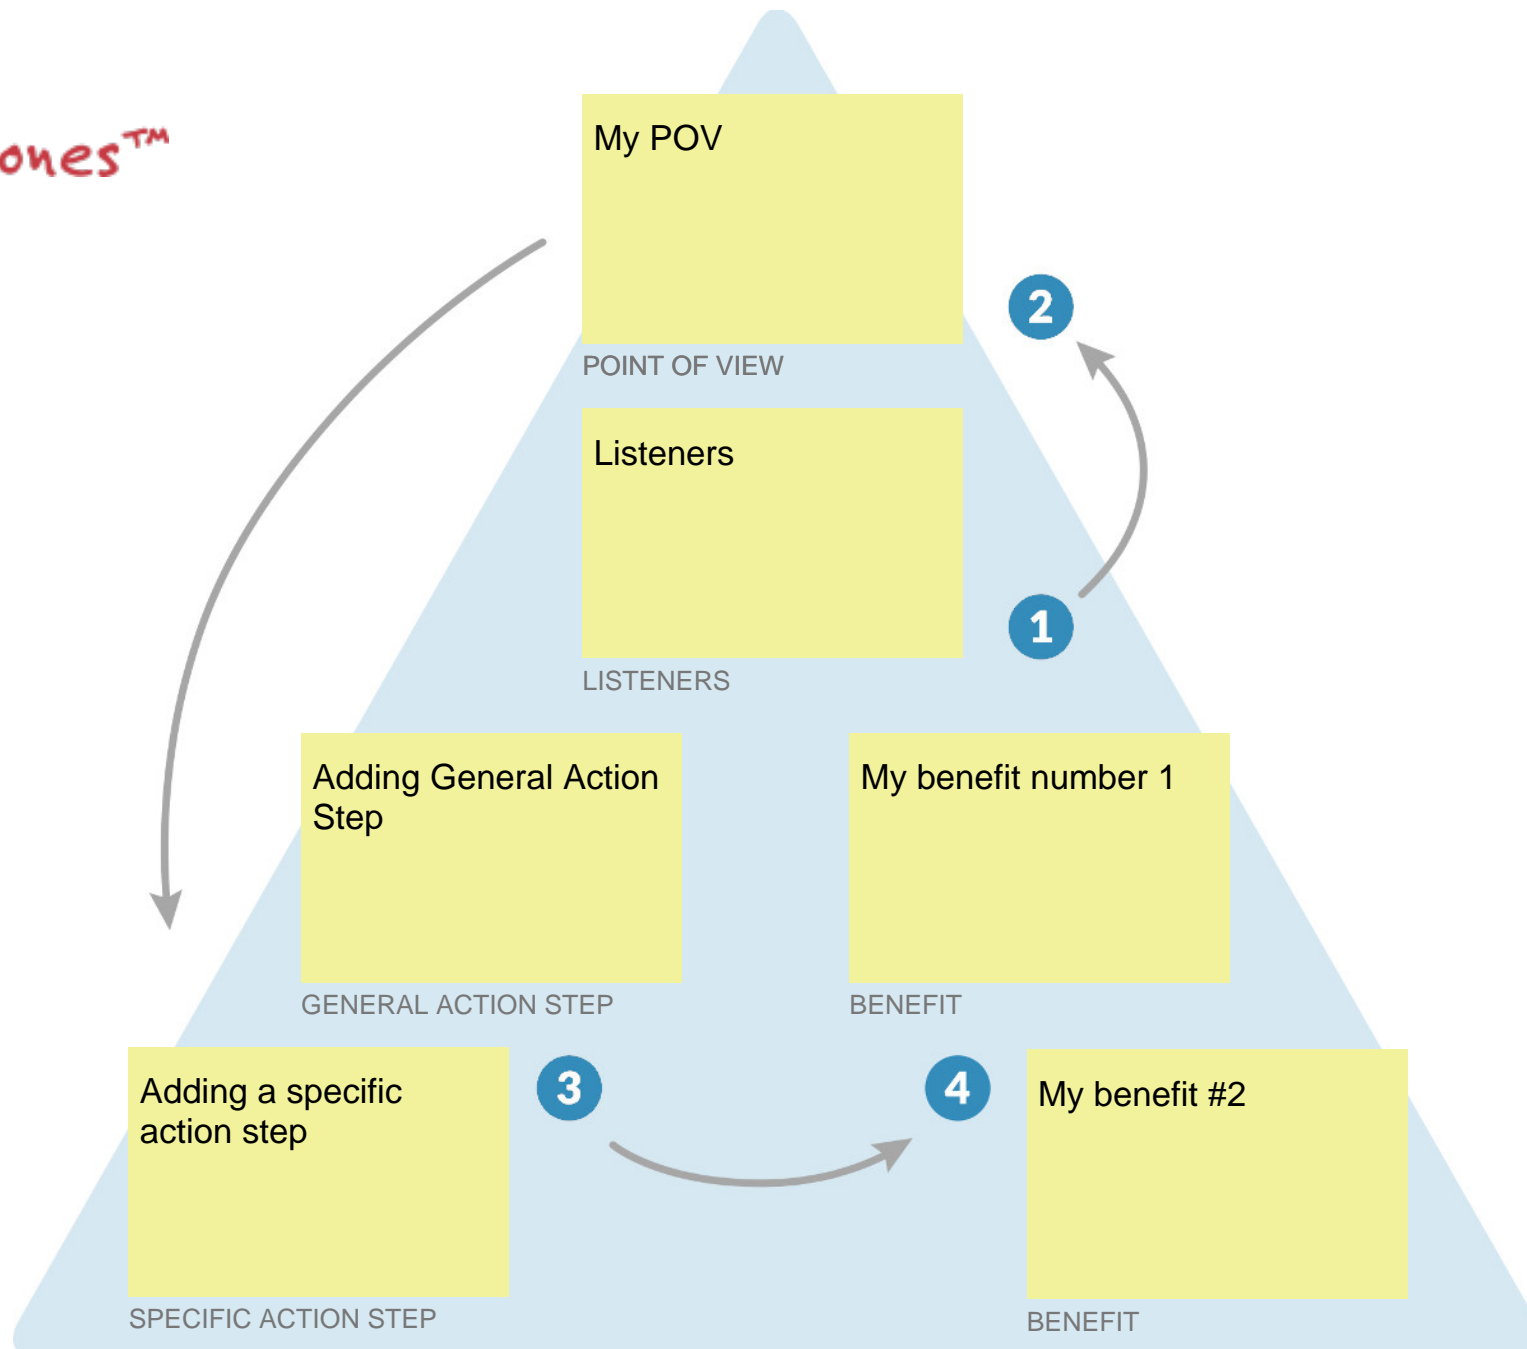 ones™
My POV
2
POINT OF VIEW
Listeners
1
LISTENERS
Adding General Action
Step
My benefit number 1
GENERAL ACTION STEP
BENEFIT
Adding a specific
action step
3
4
My benefit #2
SPECIFIC ACTION STEP
BENEFIT